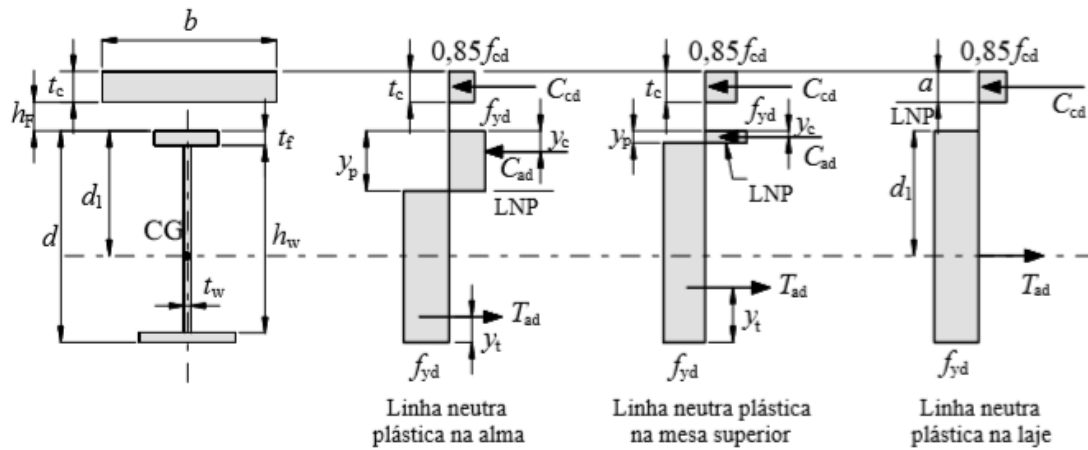 b
0,85f_cd
0,85f_cd
0,85f_cd
t_c
C_cd
t_c
C_cd
a
C_cd
h_F
f_yd
f_yd
LNP
t_f
y_c
y_p
y_c
C_ad
y_p
C_ad
d_1
LNP
LNP
d_1
d
CG
h_w
t_w
T_ad
T_ad
T_ad
y_t
y_t
f_yd
f_yd
f_yd
Linha neutra
plástica na alma
Linha neutra plástica
na mesa superior
Linha neutra
plástica na laje